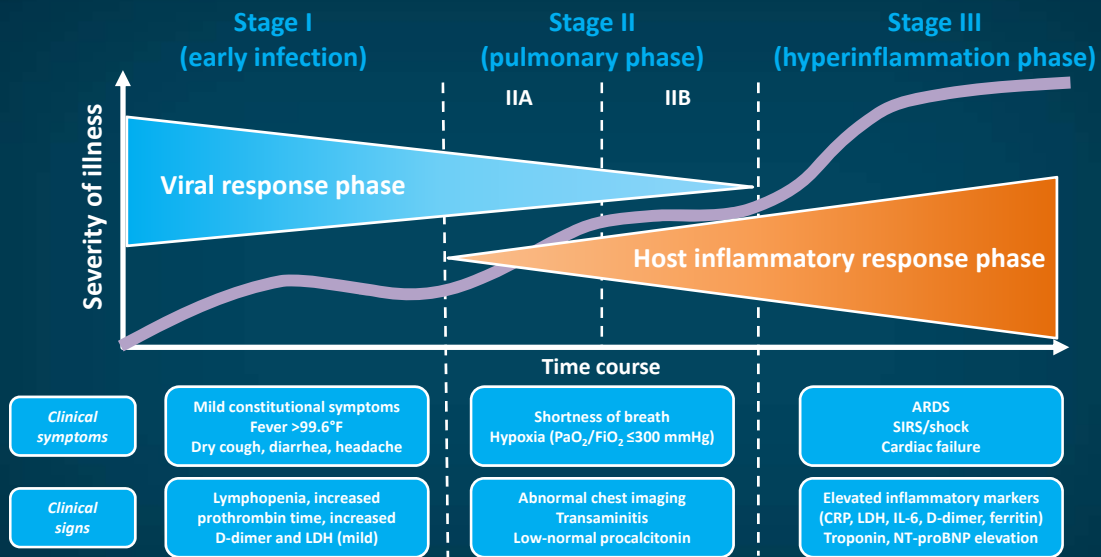 Stage I
(early infection)
Stage II
(pulmonary phase)
Stage III
(hyperinflammation phase)
IIA
IIB
Severity of illness
Viral response phase
Host inflammatory response phase
Time course
Clinical
symptoms
Mild constitutional symptoms
Fever >99.6°F
Dry cough, diarrhea, headache
Shortness of breath
Hypoxia (PaO₂/FiO₂ ≤300 mmHg)
ARDS
SIRS/shock
Cardiac failure
Clinical
signs
Lymphopenia, increased
prothrombin time, increased
D-dimer and LDH (mild)
Abnormal chest imaging
Transaminitis
Low-normal procalcitonin
Elevated inflammatory markers
(CRP, LDH, IL-6, D-dimer, ferritin)
Troponin, NT-proBNP elevation